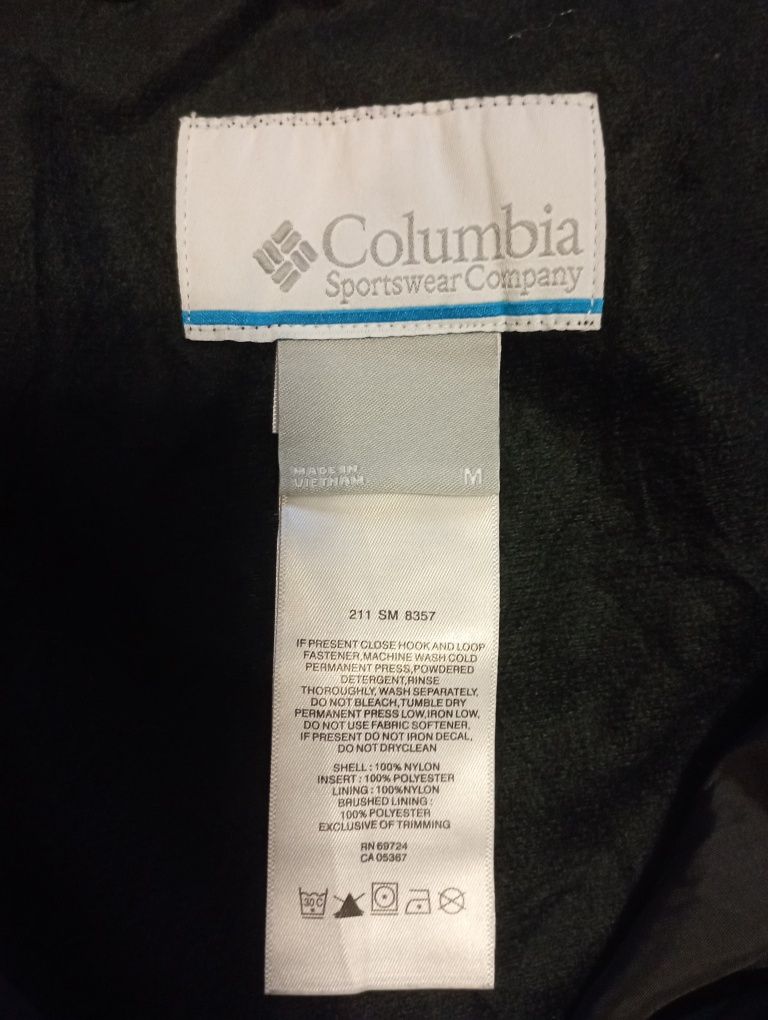 Columbia
Sportswear Company
MADE IN
VIETNAM
M
211 SM 8357
IF PRESENT CLOSE HOOK AND LOOP
FASTENER,MACHINE WASH COLD
PERMANENT PRESS,POWDERED
DETERGENT,RINSE
THOROUGHLY, WASH SEPARATELY,
DO NOT BLEACH,TUMBLE DRY
PERMANENT PRESS LOW,IRON LOW,
DO NOT USE FABRIC SOFTENER,
IF PRESENT DO NOT IRON DECAL,
DO NOT DRYCLEAN
SHELL : 100% NYLON
INSERT : 100% POLYESTER
LINING : 100%NYLON
BRUSHED LINING :
100% POLYESTER
EXCLUSIVE OF TRIMMING
RN 69724
CA 05367
30 C